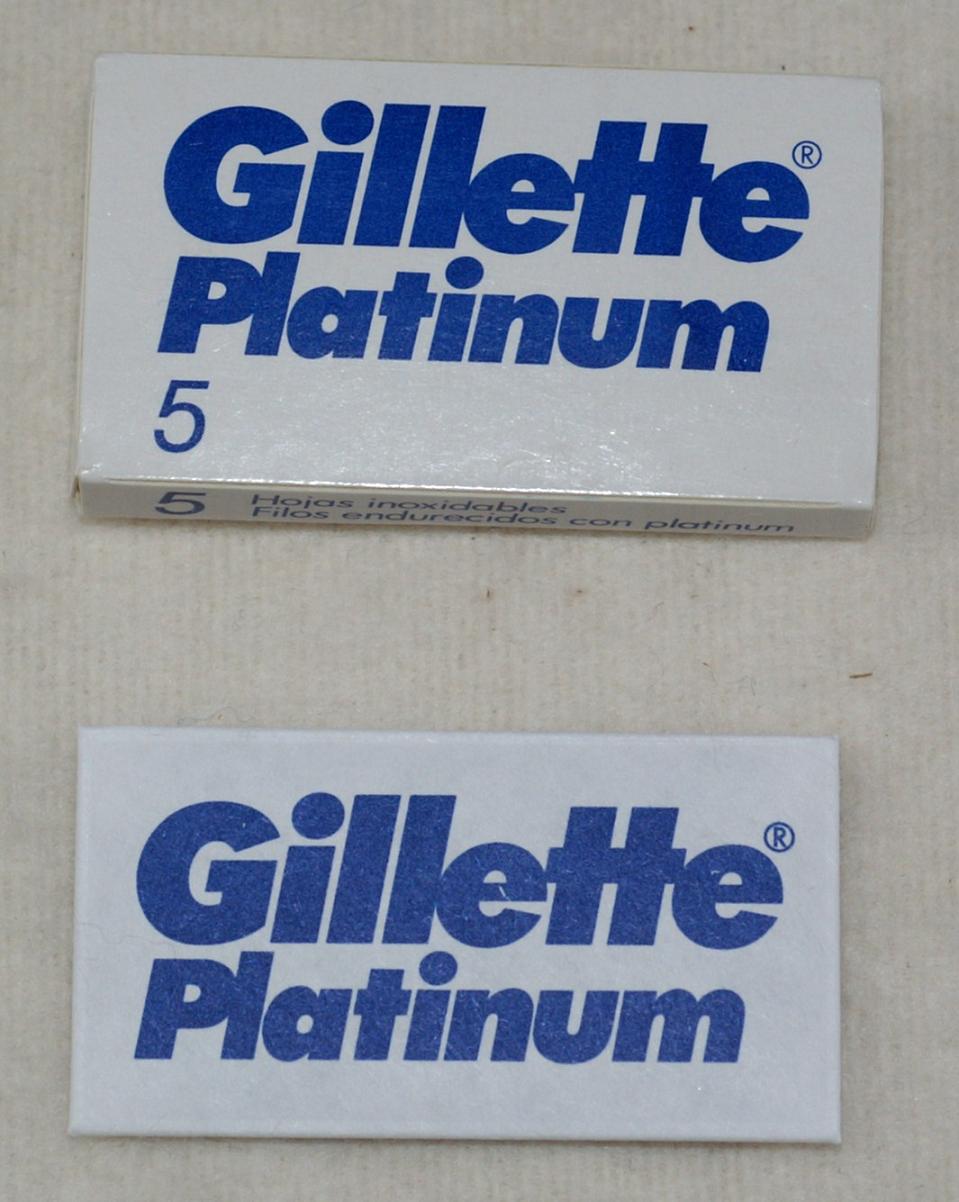 Gillette®
Platinum
5
5 Hojas inoxidables
Filos endurecidos con platinum
Gillette®
Platinum